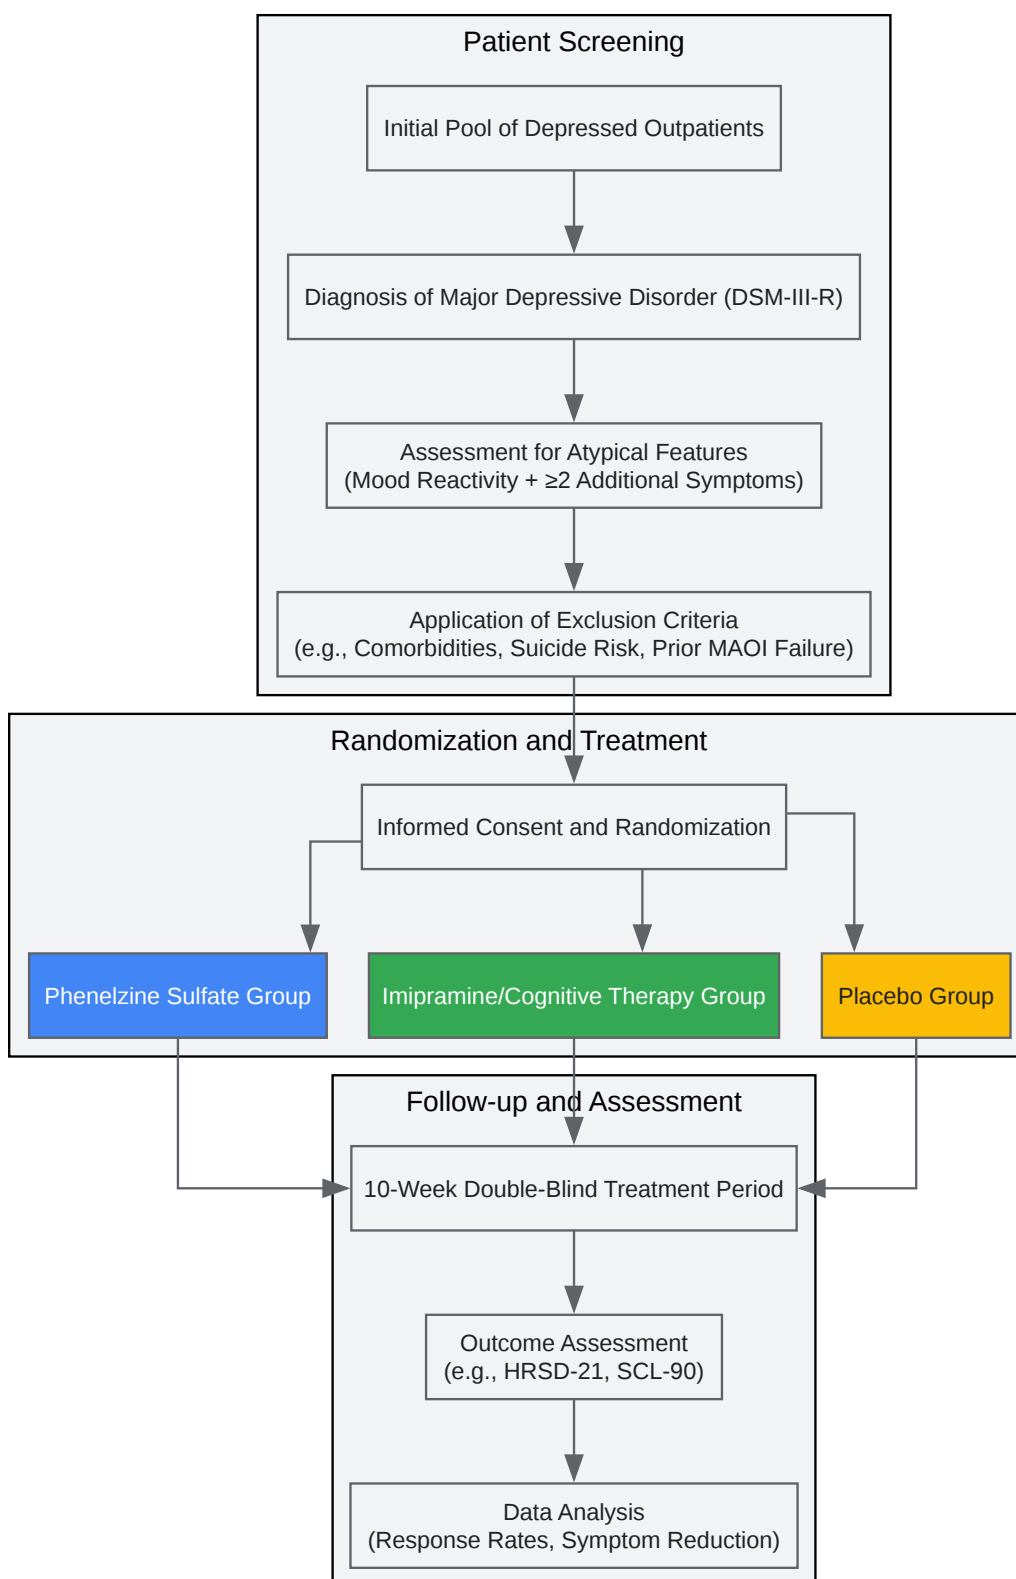 Patient Screening
Initial Pool of Depressed Outpatients
Diagnosis of Major Depressive Disorder (DSM-III-R)
Assessment for Atypical Features
(Mood Reactivity + ≥2 Additional Symptoms)
Application of Exclusion Criteria
(e.g., Comorbidities, Suicide Risk, Prior MAOI Failure)
Randomization and Treatment
Informed Consent and Randomization
Phenelzine Sulfate Group
Imipramine/Cognitive Therapy Group
Placebo Group
Follow-up and Assessment
10-Week Double-Blind Treatment Period
Outcome Assessment
(e.g., HRSD-21, SCL-90)
Data Analysis
(Response Rates, Symptom Reduction)